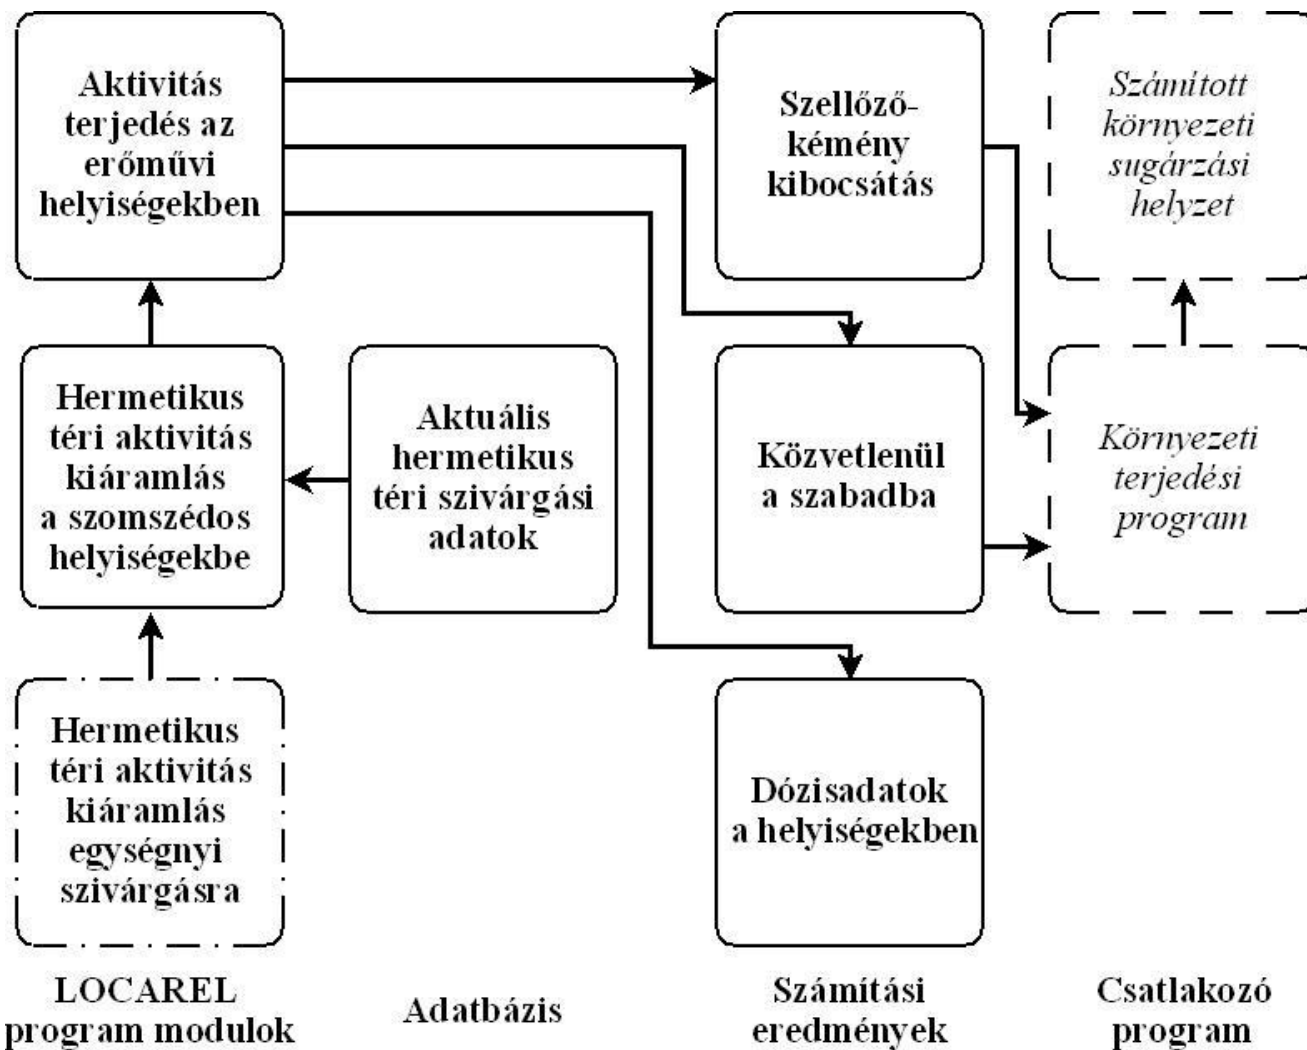 Aktivitás
terjedés az
erőművi
helyiségekben
Szellőző-
kémény
kibocsátás
Számított
környezeti
sugárzási
helyzet
Hermetikus
téri aktivitás
kiáramlás
a szomszédos
helyiségekbe
Aktuális
hermetikus
téri szivárgási
adatok
Közvetlenül
a szabadba
Környezeti
terjedési
program
Hermetikus
téri aktivitás
kiáramlás
egységnyi
szivárgásra
Dózisadatok
a helyiségekben
LOCAREL
program modulok
Adatbázis
Számítási
eredmények
Csatlakozó
program